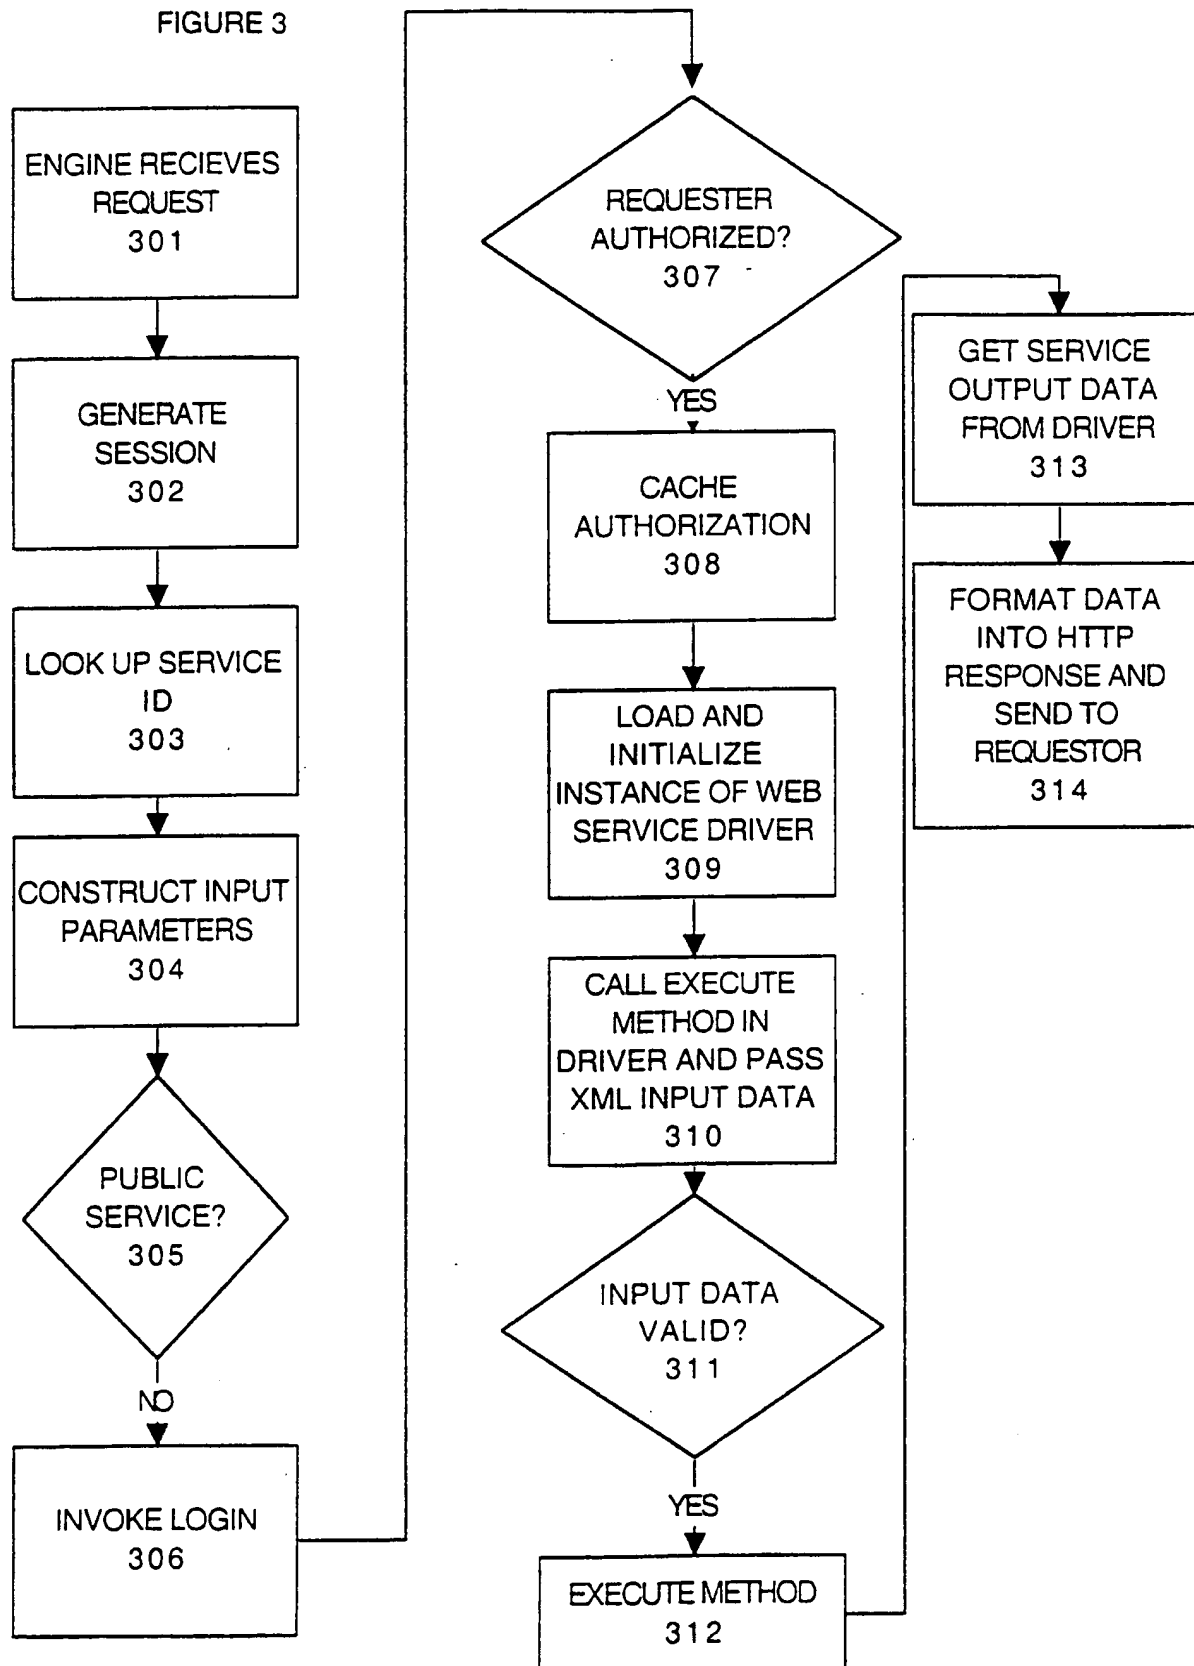 FIGURE 3
ENGINE RECIEVES
REQUEST
301
GENERATE
SESSION
302
LOOK UP SERVICE
ID
303
CONSTRUCT INPUT
PARAMETERS
304
PUBLIC
SERVICE?
305
NO
INVOKE LOGIN
306
REQUESTER
AUTHORIZED?
307
YES
CACHE
AUTHORIZATION
308
LOAD AND
INITIALIZE
INSTANCE OF WEB
SERVICE DRIVER
309
CALL EXECUTE
METHOD IN
DRIVER AND PASS
XML INPUT DATA
310
INPUT DATA
VALID?
311
YES
EXECUTE METHOD
312
GET SERVICE
OUTPUT DATA
FROM DRIVER
313
FORMAT DATA
INTO HTTP
RESPONSE AND
SEND TO
REQUESTOR
314